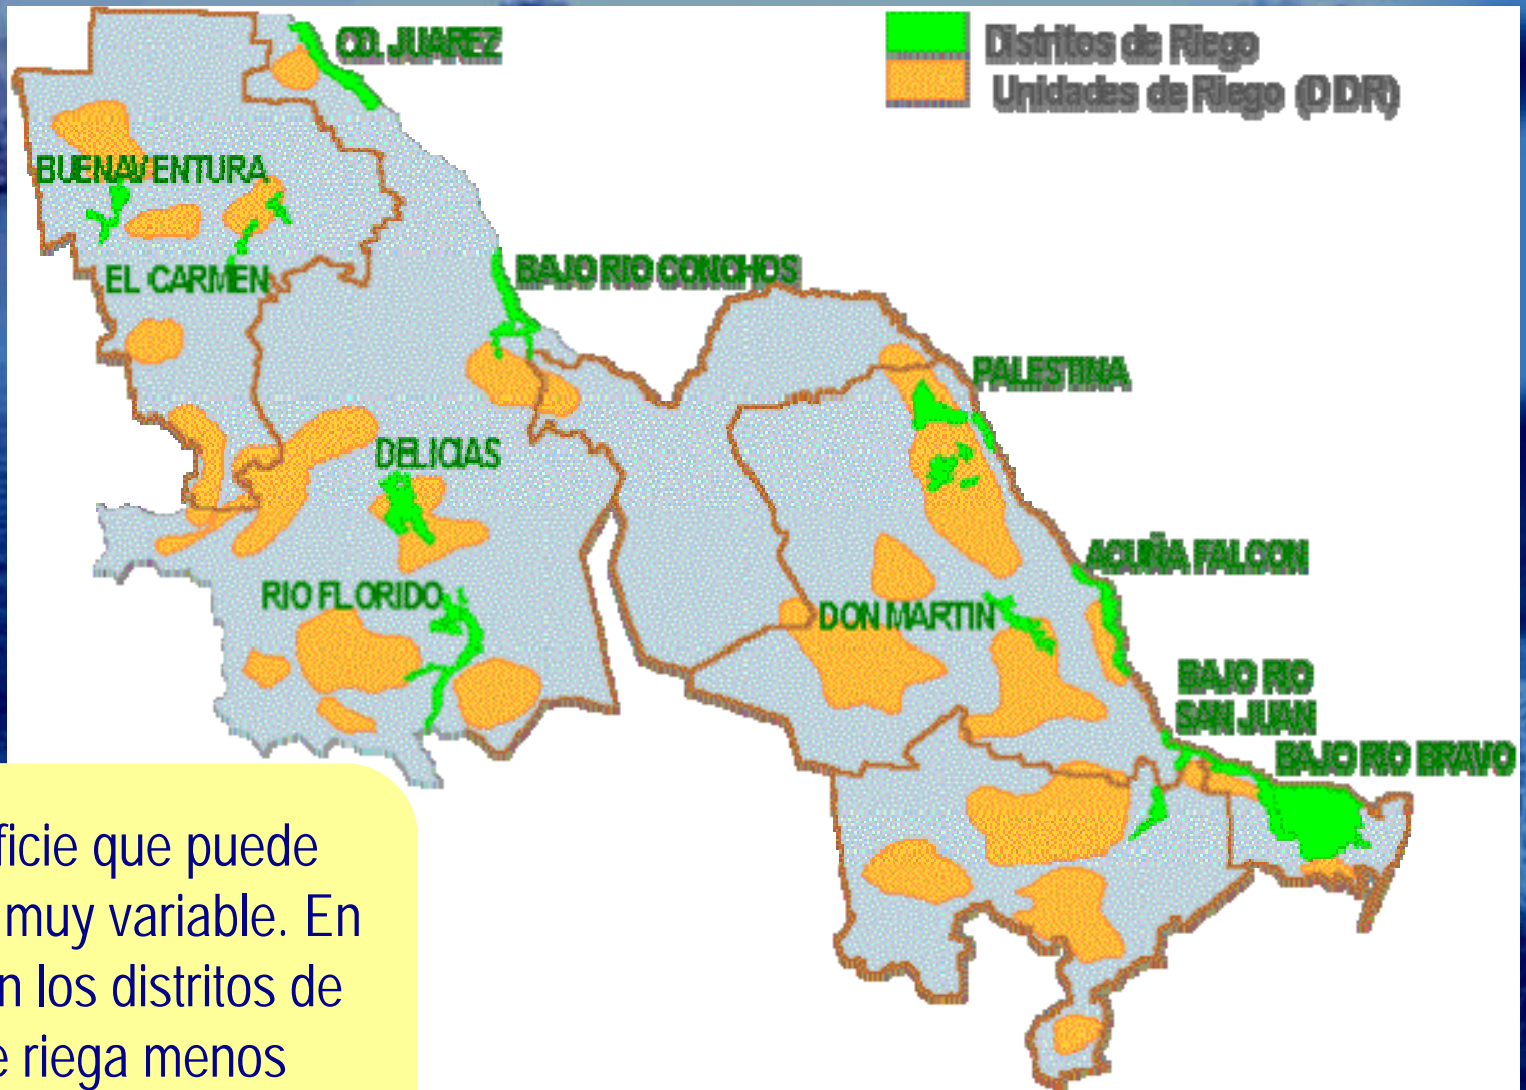 CD. JUAREZ
Distritos de Riego
Unidades de Riego (DDR)
BUENAVENTURA
EL CARMEN
BAJO RIO CONCHOS
PALESTINA
DELICIAS
ACUÑA FALCON
RIO FLORIDO
DON MARTIN
BAJO RIO
SAN JUAN
BAJO RIO BRAVO
ficie que puede
muy variable. En
n los distritos de
e riega menos